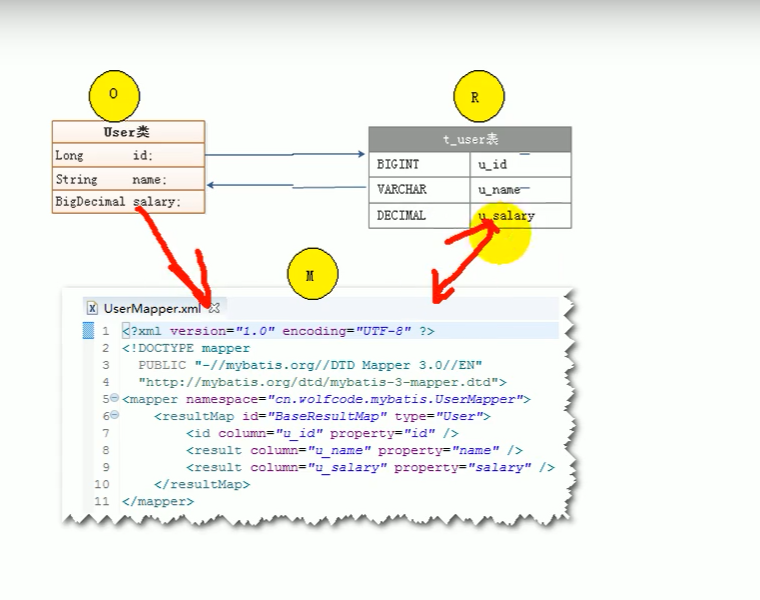 O
R
User类
t_user表
Long id;
BIGINT u_id
String name;
VARCHAR u_name
BigDecimal salary;
DECIMAL u_salary
M
UserMapper.xml
1 <?xml version="1.0" encoding="UTF-8" ?>
2 <!DOCTYPE mapper
3 PUBLIC "-//mybatis.org//DTD Mapper 3.0//EN"
4 "http://mybatis.org/dtd/mybatis-3-mapper.dtd">
5 <mapper namespace="cn.wolfcode.mybatis.UserMapper">
6 <resultMap id="BaseResultMap" type="User">
7 <id column="u_id" property="id" />
8 <result column="u_name" property="name" />
9 <result column="u_salary" property="salary" />
10 </resultMap>
11 </mapper>